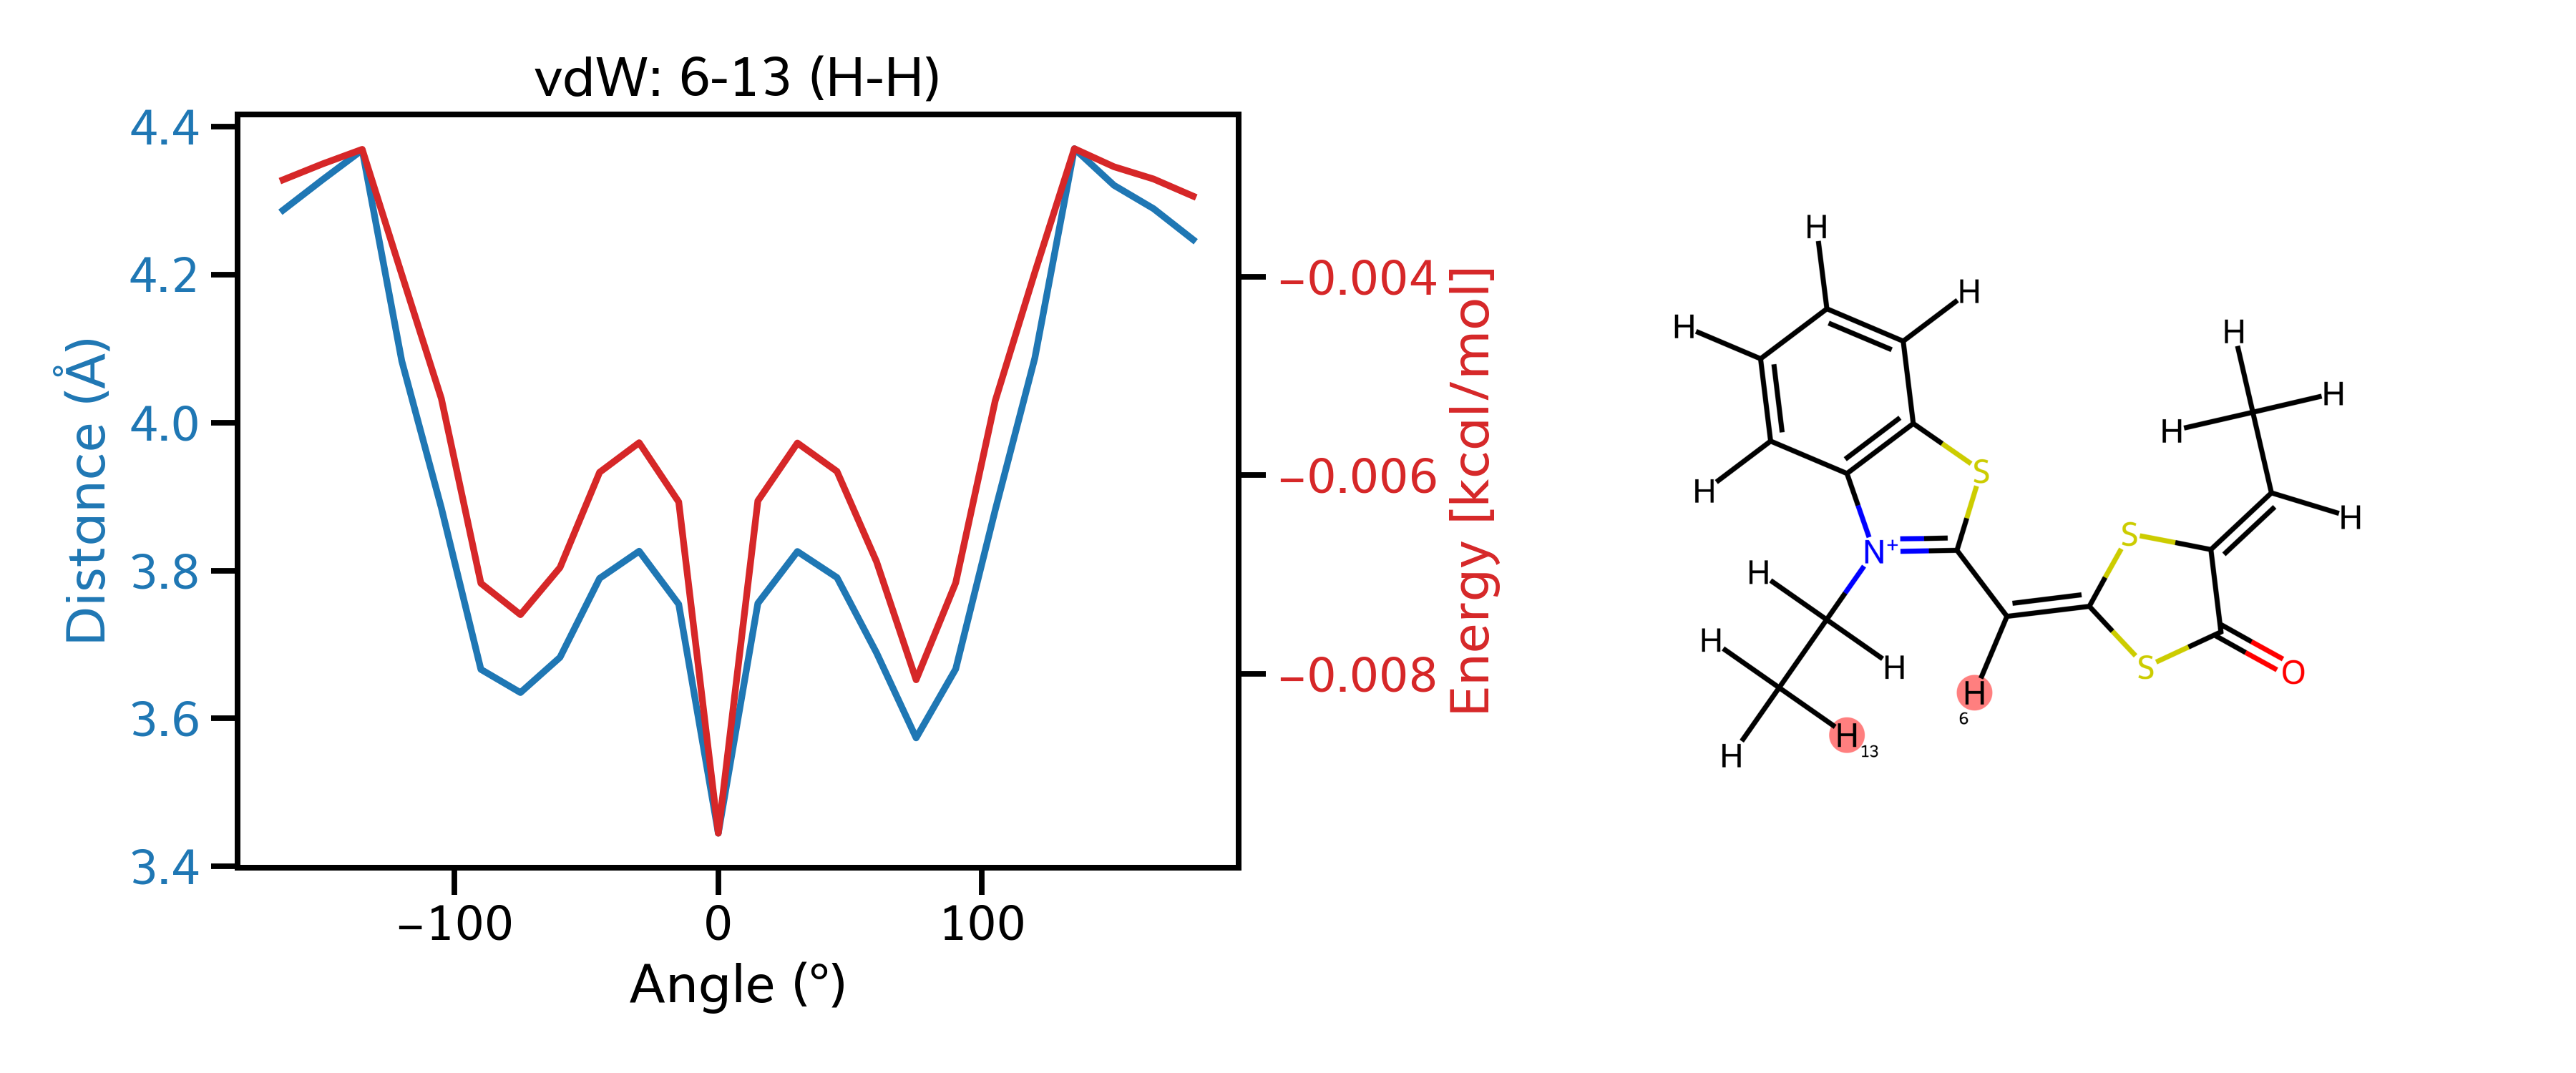 vdW: 6-13 (H-H)
4.4
4.2
4.0
3.8
3.6
3.4
Distance (Å)
−100
0
100
Angle (°)
−0.004
−0.006
−0.008
Energy [kcal/mol]
H
H
H
H
H
H
S
H
H
S
H
N+
H
H
H
S
O
H
6
H
13
H